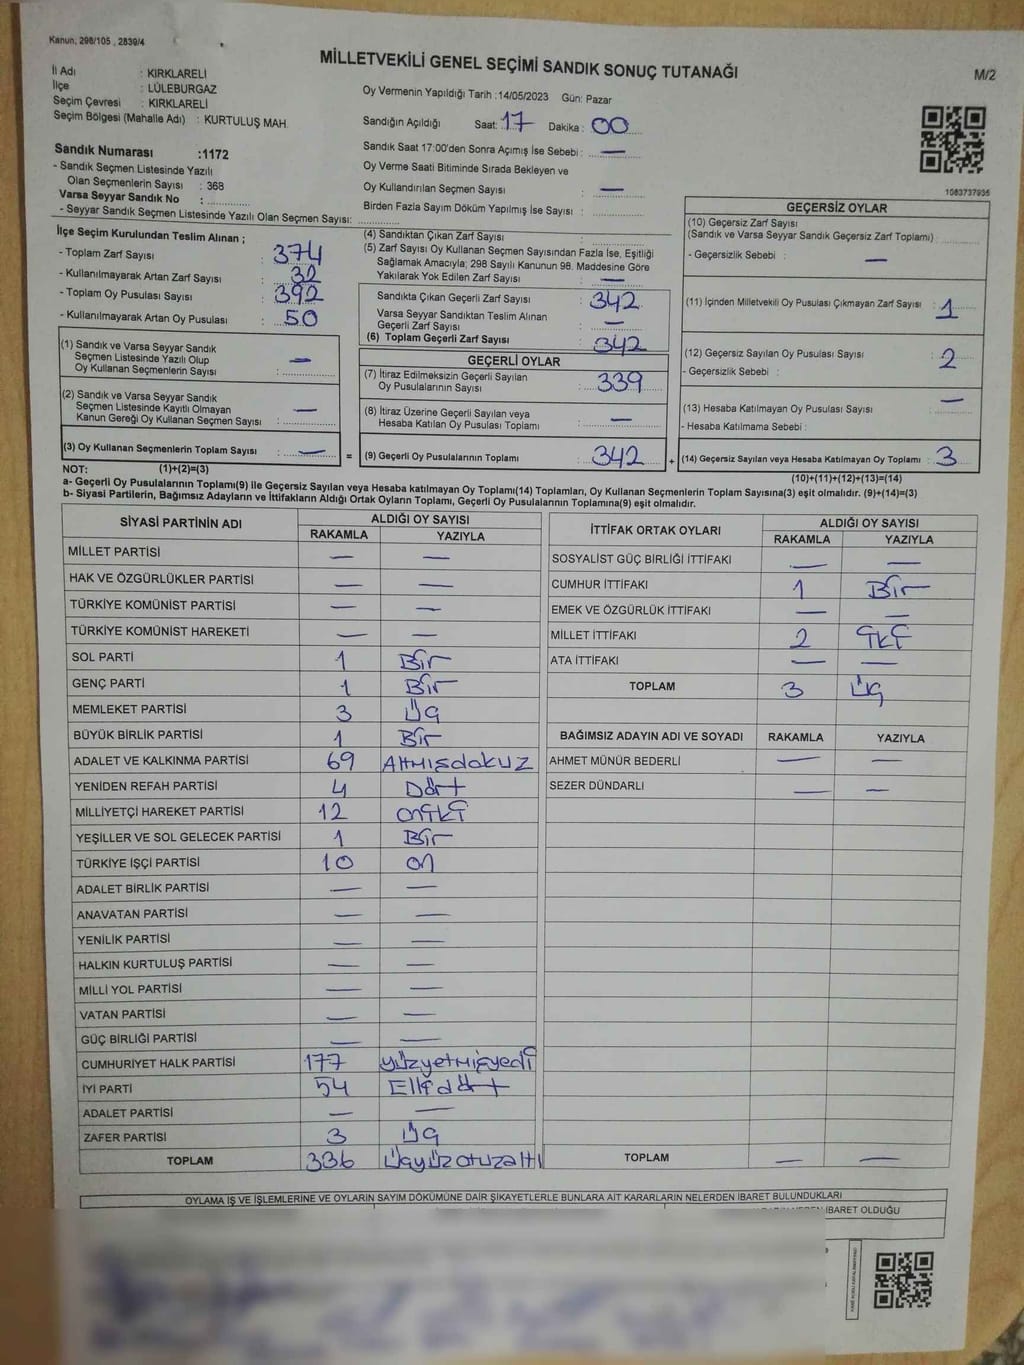 Kanun, 298/105 , 2839/4
MİLLETVEKİLİ GENEL SEÇİMİ SANDIK SONUÇ TUTANAĞI
M/2
İl Adı : KIRKLARELİ
İlçe : LÜLEBURGAZ
Seçim Çevresi : KIRKLARELİ
Seçim Bölgesi (Mahalle Adı) : KURTULUŞ MAH.
Sandık Numarası :1172
- Sandık Seçmen Listesinde Yazılı
Olan Seçmenlerin Sayısı : 368
Varsa Seyyar Sandık No :
- Seyyar Sandık Seçmen Listesinde Yazılı Olan Seçmen Sayısı:
Oy Vermenin Yapıldığı Tarih :14/05/2023 Gün: Pazar
Sandığın Açıldığı Saat: 17 Dakika : 00
Sandık Saat 17:00'den Sonra Açımış İse Sebebi : —
Oy Verme Saati Bitiminde Sırada Bekleyen ve
Oy Kullandırılan Seçmen Sayısı : —
Birden Fazla Sayım Döküm Yapılmış İse Sayısı :
1083737935
İlçe Seçim Kurulundan Teslim Alınan ;
- Toplam Zarf Sayısı : 374
- Kullanılmayarak Artan Zarf Sayısı : 32
- Toplam Oy Pusulası Sayısı : 392
- Kullanılmayarak Artan Oy Pusulası : 50
(1) Sandık ve Varsa Seyyar Sandık
Seçmen Listesinde Yazılı Olup
Oy Kullanan Seçmenlerin Sayısı : —
(2) Sandık ve Varsa Seyyar Sandık
Seçmen Listesinde Kayıtlı Olmayan
Kanun Gereği Oy Kullanan Seçmen Sayısı : —
(3) Oy Kullanan Seçmenlerin Toplam Sayısı : —
(4) Sandıktan Çıkan Zarf Sayısı :
(5) Zarf Sayısı Oy Kullanan Seçmen Sayısından Fazla İse, Eşitliği
Sağlamak Amacıyla; 298 Sayılı Kanunun 98. Maddesine Göre
Yakılarak Yok Edilen Zarf Sayısı : —
Sandıkta Çıkan Geçerli Zarf Sayısı : 342
Varsa Seyyar Sandıktan Teslim Alınan
Geçerli Zarf Sayısı : —
(6) Toplam Geçerli Zarf Sayısı : 342
GEÇERLİ OYLAR
(7) İtiraz Edilmeksizin Geçerli Sayılan
Oy Pusulalarının Sayısı : 339
(8) İtiraz Üzerine Geçerli Sayılan veya
Hesaba Katılan Oy Pusulası Toplamı : —
= (9) Geçerli Oy Pusulalarının Toplamı : 342
GEÇERSİZ OYLAR
(10) Geçersiz Zarf Sayısı
(Sandık ve Varsa Seyyar Sandık Geçersiz Zarf Toplamı) :
- Geçersizlik Sebebi : —
(11) İçinden Milletvekili Oy Pusulası Çıkmayan Zarf Sayısı : 1
(12) Geçersiz Sayılan Oy Pusulası Sayısı : 2
- Geçersizlik Sebebi :
(13) Hesaba Katılmayan Oy Pusulası Sayısı : —
- Hesaba Katılmama Sebebi :
+ (14) Geçersiz Sayılan veya Hesaba Katılmayan Oy Toplamı : 3
NOT: (1)+(2)=(3)
(10)+(11)+(12)+(13)=(14)
a- Geçerli Oy Pusulalarının Toplamı(9) ile Geçersiz Sayılan veya Hesaba katılmayan Oy Toplamı(14) Toplamları, Oy Kullanan Seçmenlerin Toplam Sayısına(3) eşit olmalıdır. (9)+(14)=(3)
b- Siyasi Partilerin, Bağımsız Adayların ve İttifakların Aldığı Ortak Oyların Toplamı, Geçerli Oy Pusulalarının Toplamına(9) eşit olmalıdır.
SİYASİ PARTİNİN ADI ALDIĞI OY SAYISI
RAKAMLA YAZIYLA
MİLLET PARTİSİ — —
HAK VE ÖZGÜRLÜKLER PARTİSİ — —
TÜRKİYE KOMÜNİST PARTİSİ — —
TÜRKİYE KOMÜNİST HAREKETİ — —
SOL PARTİ 1 Bir
GENÇ PARTİ 1 Bir
MEMLEKET PARTİSİ 3 Üç
BÜYÜK BİRLİK PARTİSİ 1 Bir
ADALET VE KALKINMA PARTİSİ 69 Altmışdokuz
YENİDEN REFAH PARTİSİ 4 Dört
MİLLİYETÇİ HAREKET PARTİSİ 12 oniki
YEŞİLLER VE SOL GELECEK PARTİSİ 1 Bir
TÜRKİYE İŞÇİ PARTİSİ 10 on
ADALET BİRLİK PARTİSİ — —
ANAVATAN PARTİSİ — —
YENİLİK PARTİSİ — —
HALKIN KURTULUŞ PARTİSİ — —
MİLLİ YOL PARTİSİ — —
VATAN PARTİSİ — —
GÜÇ BİRLİĞİ PARTİSİ — —
CUMHURİYET HALK PARTİSİ 177 yüzyetmişyedi
İYİ PARTİ 54 Ellidört
ADALET PARTİSİ — —
ZAFER PARTİSİ 3 Üç
TOPLAM 336 Üçyüzotuzaltı
İTTİFAK ORTAK OYLARI ALDIĞI OY SAYISI
RAKAMLA YAZIYLA
SOSYALİST GÜÇ BİRLİĞİ İTTİFAKI — —
CUMHUR İTTİFAKI 1 Bir
EMEK VE ÖZGÜRLÜK İTTİFAKI — —
MİLLET İTTİFAKI 2 iki
ATA İTTİFAKI — —
TOPLAM 3 Üç
BAĞIMSIZ ADAYIN ADI VE SOYADI RAKAMLA YAZIYLA
AHMET MÜNÜR BEDERLİ — —
SEZER DÜNDARLI — —
TOPLAM — —
OYLAMA İŞ VE İŞLEMLERİNE VE OYLARIN SAYIM DÖKÜMÜNE DAİR ŞİKAYETLERLE BUNLARA AİT KARARLARIN NELERDEN İBARET BULUNDUKLARI
İBARET OLDUĞU